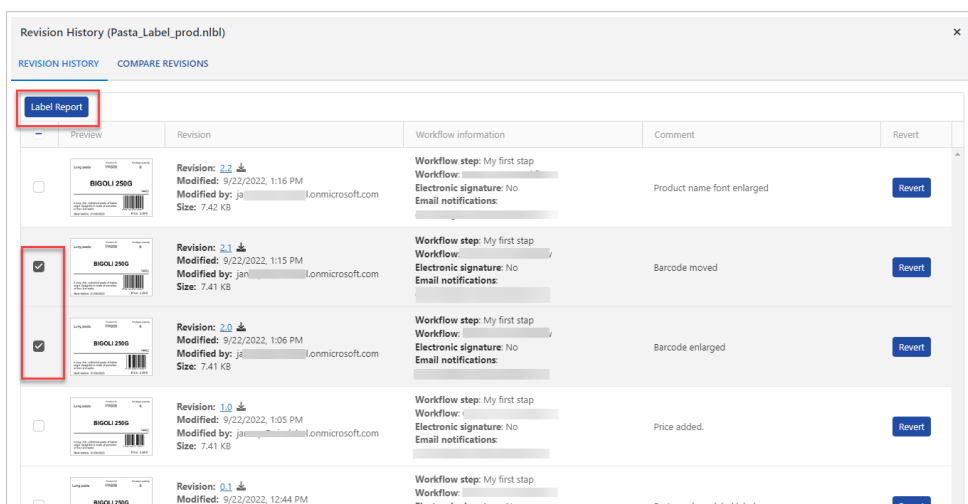 Revision History (Pasta_Label_prod.nlbl)
REVISION HISTORY COMPARE REVISIONS
Label Report
Preview Revision Workflow information Comment Revert
BIGOLI 250G
Revision: 2.2
Modified: 9/22/2022, 1:16 PM
Modified by: ja l.onmicrosoft.com
Size: 7.42 KB
Workflow step: My first stap
Workflow:
Electronic signature: No
Email notifications:
Product name font enlarged
Revert
BIGOLI 250G
Revision: 2.1
Modified: 9/22/2022, 1:15 PM
Modified by: jan l.onmicrosoft.com
Size: 7.41 KB
Workflow step: My first stap
Workflow:
Electronic signature: No
Email notifications:
Barcode moved
Revert
BIGOLI 250G
Revision: 2.0
Modified: 9/22/2022, 1:06 PM
Modified by: ja l.onmicrosoft.com
Size: 7.41 KB
Workflow step: My first stap
Workflow:
Electronic signature: No
Email notifications:
Barcode enlarged
Revert
BIGOLI 250G
Revision: 1.0
Modified: 9/22/2022, 1:05 PM
Modified by: ja l.onmicrosoft.com
Size: 7.41 KB
Workflow step: My first stap
Workflow:
Electronic signature: No
Email notifications:
Price added.
Revert
BIGOLI 250G
Revision: 0.1
Modified: 9/22/2022, 12:44 PM
Workflow step: My first stap
Workflow: